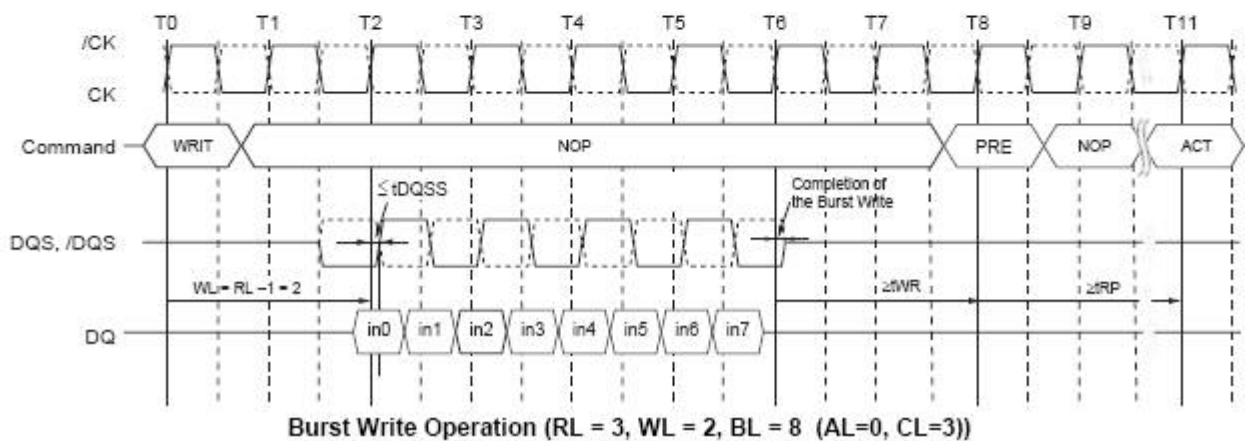 T0 T1 T2 T3 T4 T5 T6 T7 T8 T9 T11
/CK
CK
Command WRIT NOP PRE NOP ACT
≤ tDQSS
Completion of
the Burst Write
DQS, /DQS
WL = RL –1 = 2 ≥tWR ≥tRP
DQ in0 in1 in2 in3 in4 in5 in6 in7
Burst Write Operation (RL = 3, WL = 2, BL = 8 (AL=0, CL=3))